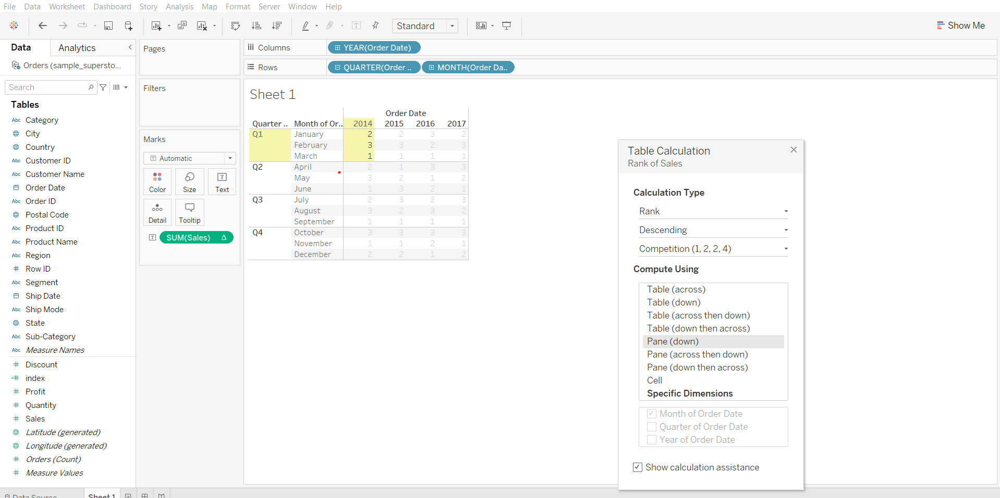 File Data Worksheet Dashboard Story Analysis Map Format Server Window Help
Standard
Show Me
Data Analytics
Orders (sample_supersto...
Search
Tables
Abc Category
City
Country
Abc Customer ID
Abc Customer Name
Order Date
Abc Order ID
Postal Code
Abc Product ID
Abc Product Name
Abc Region
# Row ID
Abc Segment
Ship Date
Abc Ship Mode
State
Abc Sub-Category
Abc Measure Names
# Discount
=# index
# Profit
# Quantity
# Sales
Latitude (generated)
Longitude (generated)
# Orders (Count)
# Measure Values
Pages
Filters
Marks
Automatic
Color Size Text
Detail Tooltip
SUM(Sales) Δ
Columns YEAR(Order Date)
Rows QUARTER(Order .. MONTH(Order Da..
Sheet 1
Order Date
Quarter .. Month of Or.. 2014 2015 2016 2017
Q1 January 2 2 3 2
February 3 3 2 3
March 1 1 1 1
Q2 April 2 1 3 3
May 3 2 1 2
June 1 3 2 1
Q3 July 2 3 2 3
August 3 2 3 2
September 1 1 1 1
Q4 October 3 3 3 3
November 1 1 2 1
December 2 2 1 2
Table Calculation
Rank of Sales
Calculation Type
Rank
Descending
Competition (1, 2, 2, 4)
Compute Using
Table (across)
Table (down)
Table (across then down)
Table (down then across)
Pane (down)
Pane (across then down)
Pane (down then across)
Cell
Specific Dimensions
Month of Order Date
Quarter of Order Date
Year of Order Date
Show calculation assistance
Data Source Sheet 1